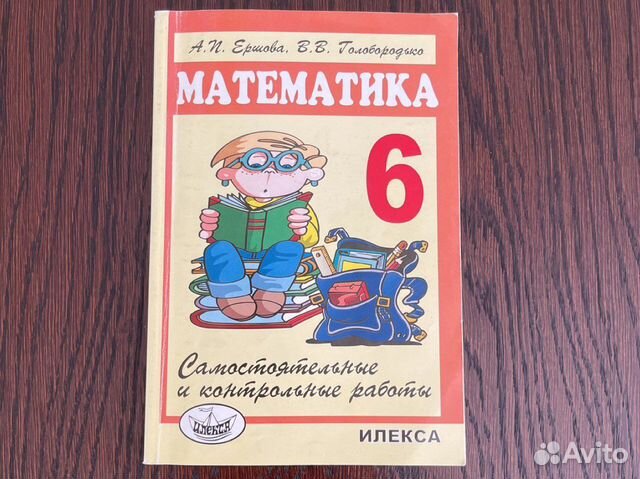 А.П. Ершова, В.В. Голобородько
МАТЕМАТИКА
6
Самостоятельные
и контрольные работы
ИЛЕКСА
ИЛЕКСА
Avito